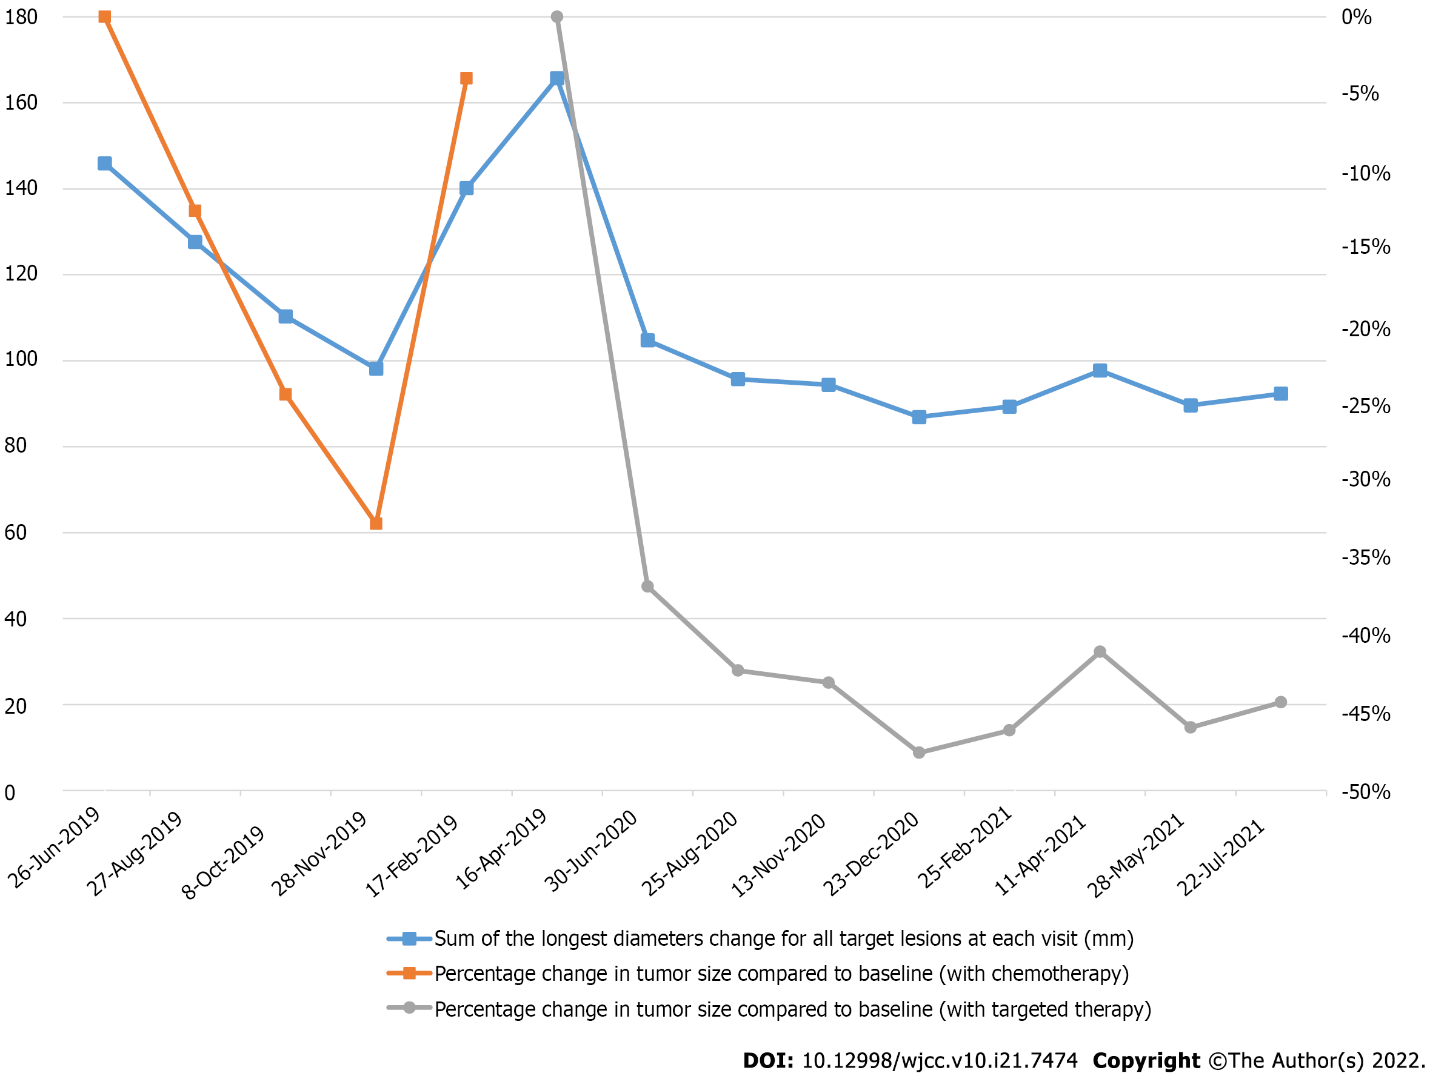 180
160
140
120
100
80
60
40
20
0
0%
-5%
-10%
-15%
-20%
-25%
-30%
-35%
-40%
-45%
-50%
26-Jun-2019
27-Aug-2019
8-Oct-2019
28-Nov-2019
17-Feb-2019
16-Apr-2019
30-Jun-2020
25-Aug-2020
13-Nov-2020
23-Dec-2020
25-Feb-2021
11-Apr-2021
28-May-2021
22-Jul-2021
Sum of the longest diameters change for all target lesions at each visit (mm)
Percentage change in tumor size compared to baseline (with chemotherapy)
Percentage change in tumor size compared to baseline (with targeted therapy)
DOI: 10.12998/wjcc.v10.i21.7474 Copyright ©The Author(s) 2022.